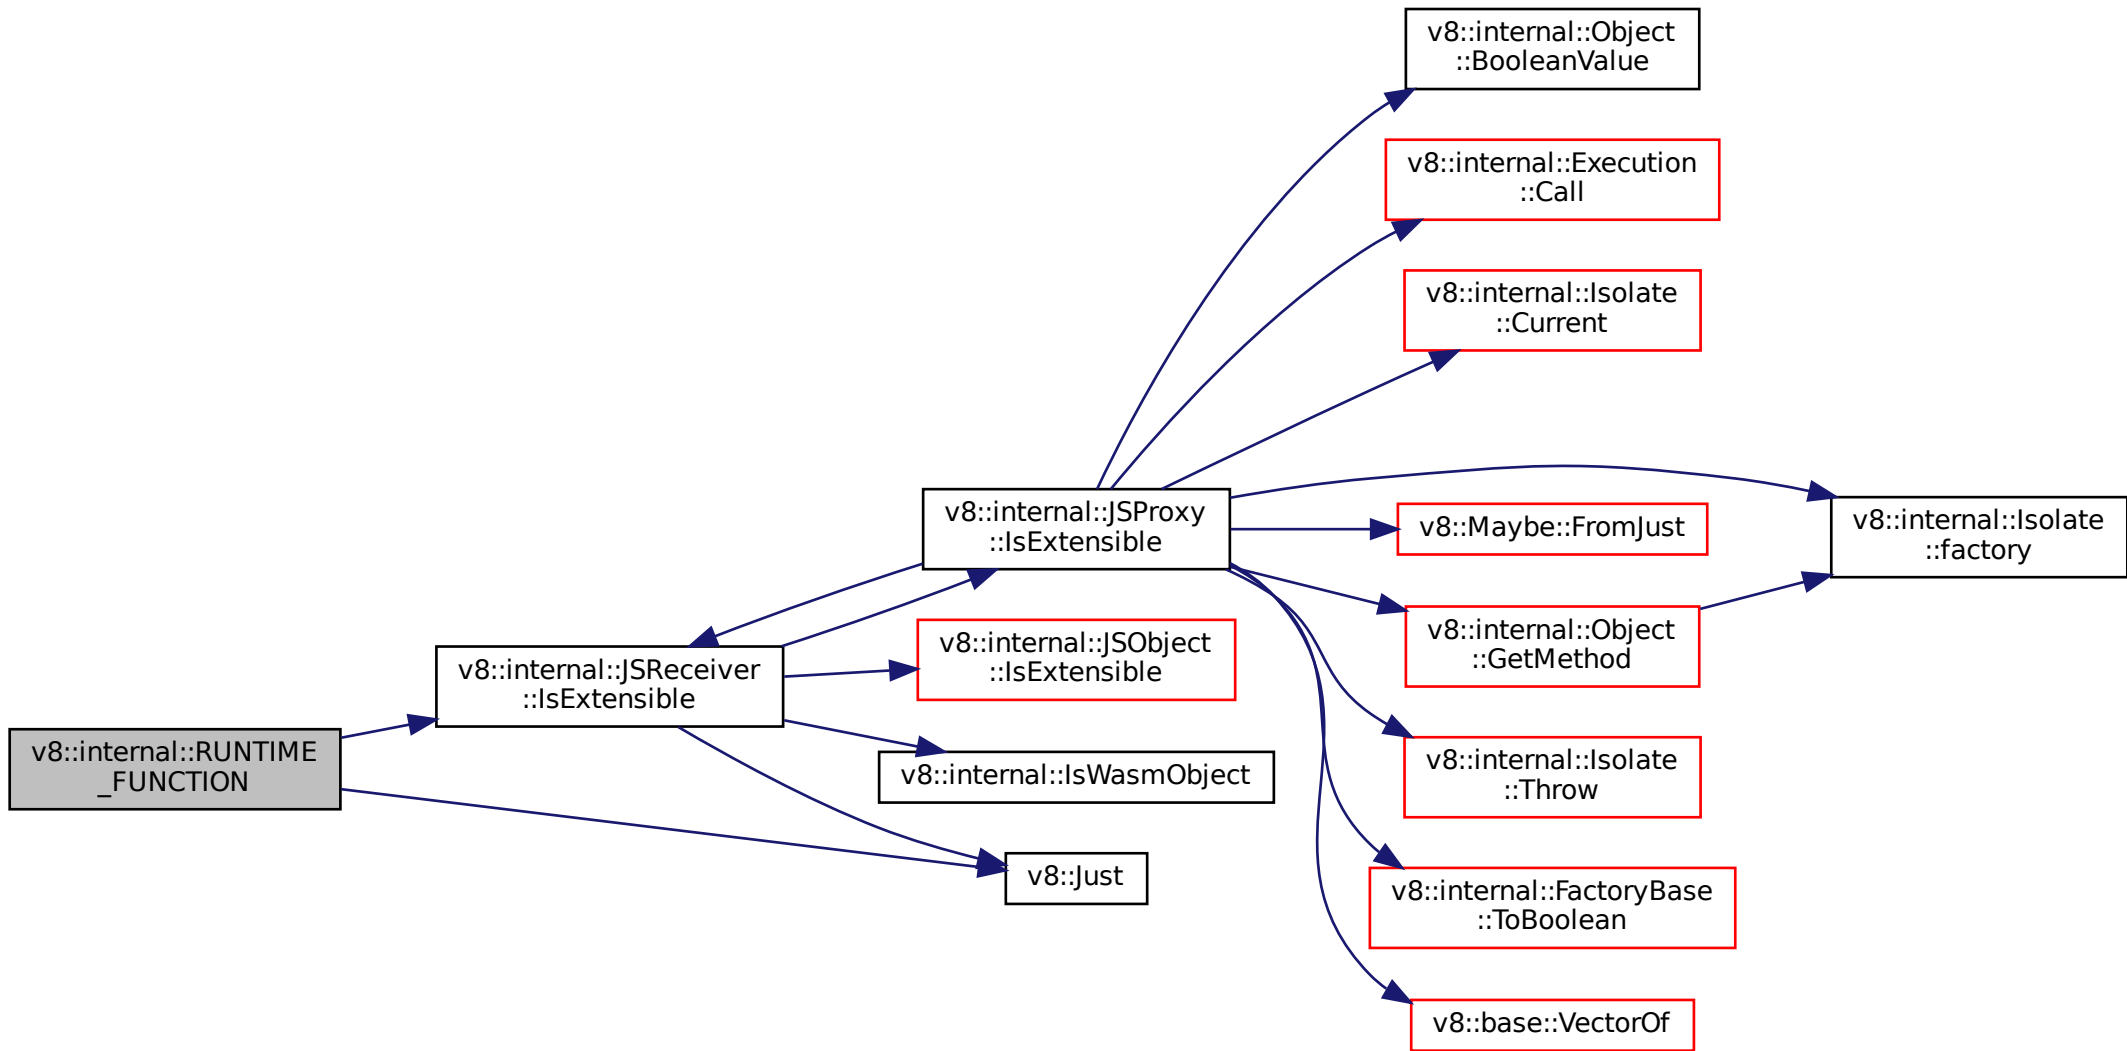 v8::internal::Object
::BooleanValue
v8::internal::Execution
::Call
v8::internal::Isolate
::Current
v8::internal::JSProxy
::IsExtensible
v8::Maybe::FromJust
v8::internal::Isolate
::factory
v8::internal::Object
::GetMethod
v8::internal::JSReceiver
::IsExtensible
v8::internal::JSObject
::IsExtensible
v8::internal::RUNTIME
_FUNCTION
v8::internal::IsWasmObject
v8::internal::Isolate
::Throw
v8::Just
v8::internal::FactoryBase
::ToBoolean
v8::base::VectorOf